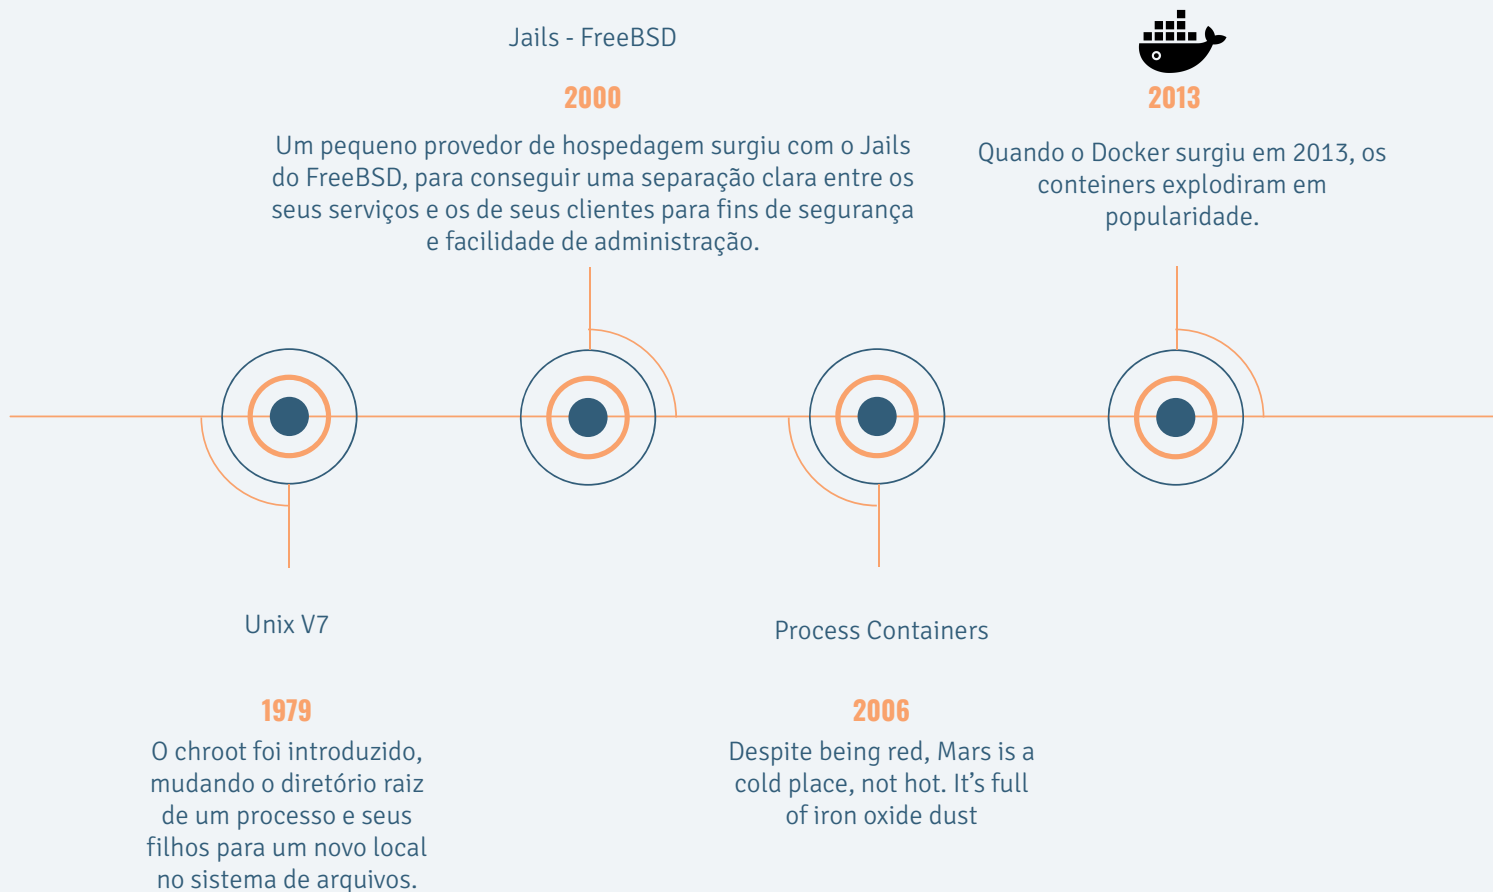 Jails - FreeBSD
2000
Um pequeno provedor de hospedagem surgiu com o Jails
do FreeBSD, para conseguir uma separação clara entre os
seus serviços e os de seus clientes para fins de segurança
e facilidade de administração.
2013
Quando o Docker surgiu em 2013, os
conteiners explodiram em
popularidade.
Unix V7
1979
O chroot foi introduzido,
mudando o diretório raiz
de um processo e seus
filhos para um novo local
no sistema de arquivos.
Process Containers
2006
Despite being red, Mars is a
cold place, not hot. It’s full
of iron oxide dust